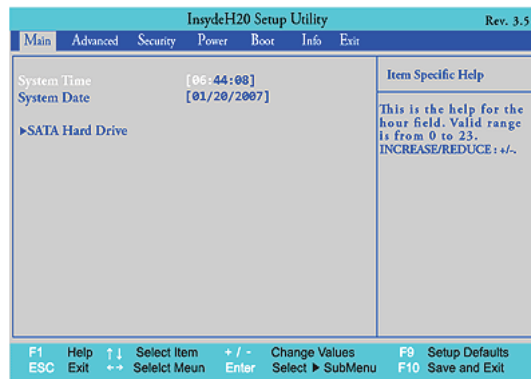 InsydeH20 Setup Utility Rev. 3.5
Main Advanced Security Power Boot Info Exit
System Time [06:44:08]
System Date [01/20/2007]
▶SATA Hard Drive
Item Specific Help
This is the help for the
hour field. Valid range
is from 0 to 23.
INCREASE/REDUCE : +/-.
F1 Help ↑↓ Select Item + / - Change Values F9 Setup Defaults
ESC Exit ←→ Selelct Meun Enter Select ▶ SubMenu F10 Save and Exit